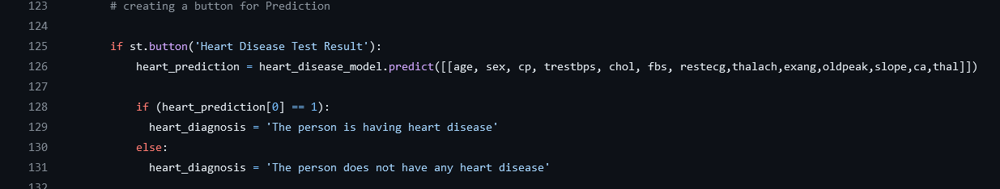 123 # creating a button for Prediction
124
125 if st.button('Heart Disease Test Result'):
126 heart_prediction = heart_disease_model.predict([[age, sex, cp, trestbps, chol, fbs, restecg,thalach,exang,oldpeak,slope,ca,thal]])
127
128 if (heart_prediction[0] == 1):
129 heart_diagnosis = 'The person is having heart disease'
130 else:
131 heart_diagnosis = 'The person does not have any heart disease'
132